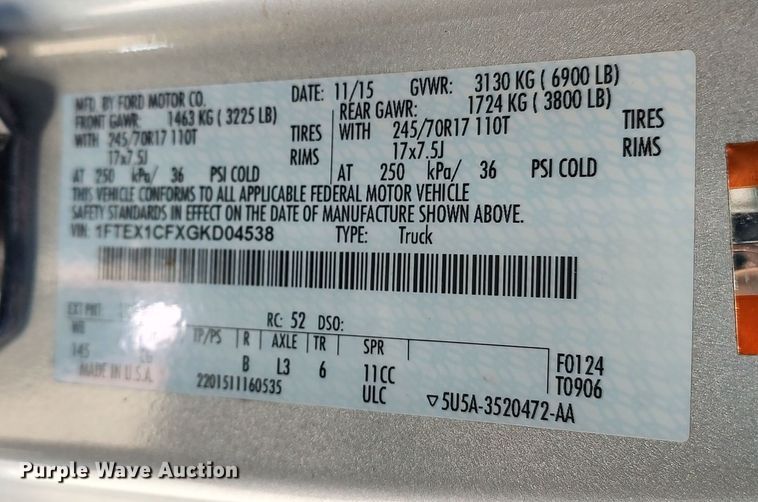 MFD. BY FORD MOTOR CO. DATE: 11/15 GVWR: 3130 KG ( 6900 LB)
FRONT GAWR: 1463 KG ( 3225 LB) REAR GAWR: 1724 KG ( 3800 LB)
WITH 245/70R17 110T TIRES WITH 245/70R17 110T TIRES
17x7.5J RIMS 17x7.5J RIMS
AT 250 kPa/ 36 PSI COLD AT 250 kPa/ 36 PSI COLD
THIS VEHICLE CONFORMS TO ALL APPLICABLE FEDERAL MOTOR VEHICLE
SAFETY STANDARDS IN EFFECT ON THE DATE OF MANUFACTURE SHOWN ABOVE.
VIN: 1FTEX1CFXGKD04538 TYPE: Truck
EXT PNT: RC: 52 DSO:
WB TP/PS R AXLE TR SPR F0124
145 B L3 6 11CC T0906
MADE IN U.S.A. 2201511160535 ULC ▽5U5A-3520472-AA
Purple Wave Auction